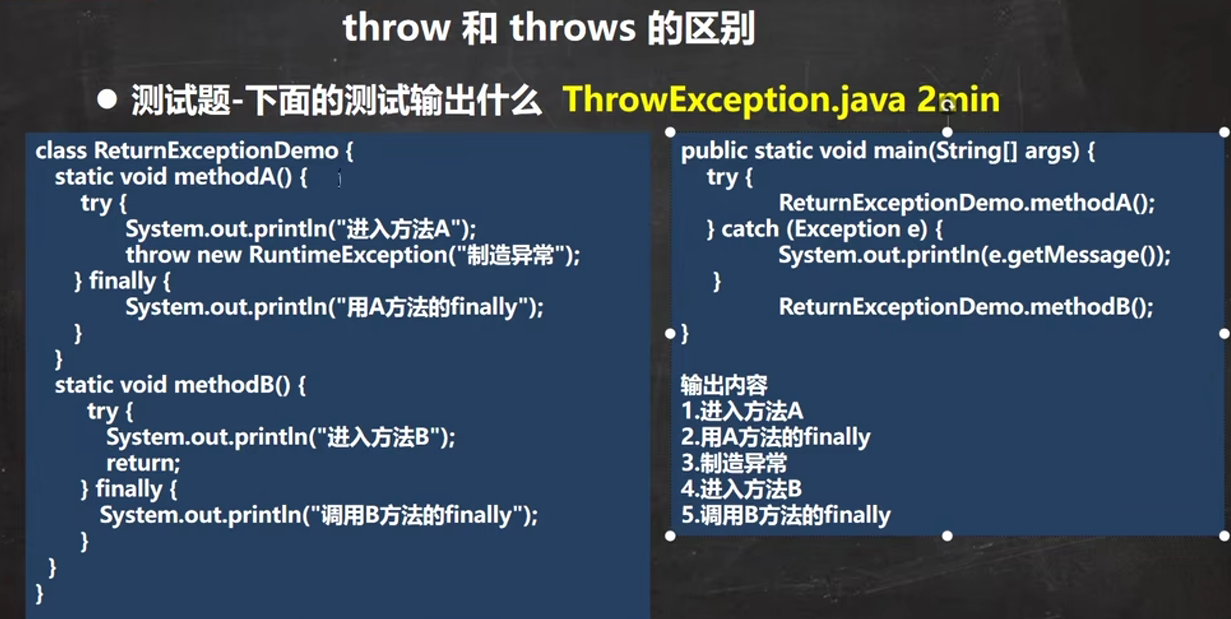 throw 和 throws 的区别
● 测试题-下面的测试输出什么 ThrowException.java 2min
class ReturnExceptionDemo {
static void methodA() {
try {
System.out.println("进入方法A");
throw new RuntimeException("制造异常");
} finally {
System.out.println("用A方法的finally");
}
}
static void methodB() {
try {
System.out.println("进入方法B");
return;
} finally {
System.out.println("调用B方法的finally");
}
}
}
public static void main(String[] args) {
try {
ReturnExceptionDemo.methodA();
} catch (Exception e) {
System.out.println(e.getMessage());
}
ReturnExceptionDemo.methodB();
}
输出内容
1.进入方法A
2.用A方法的finally
3.制造异常
4.进入方法B
5.调用B方法的finally